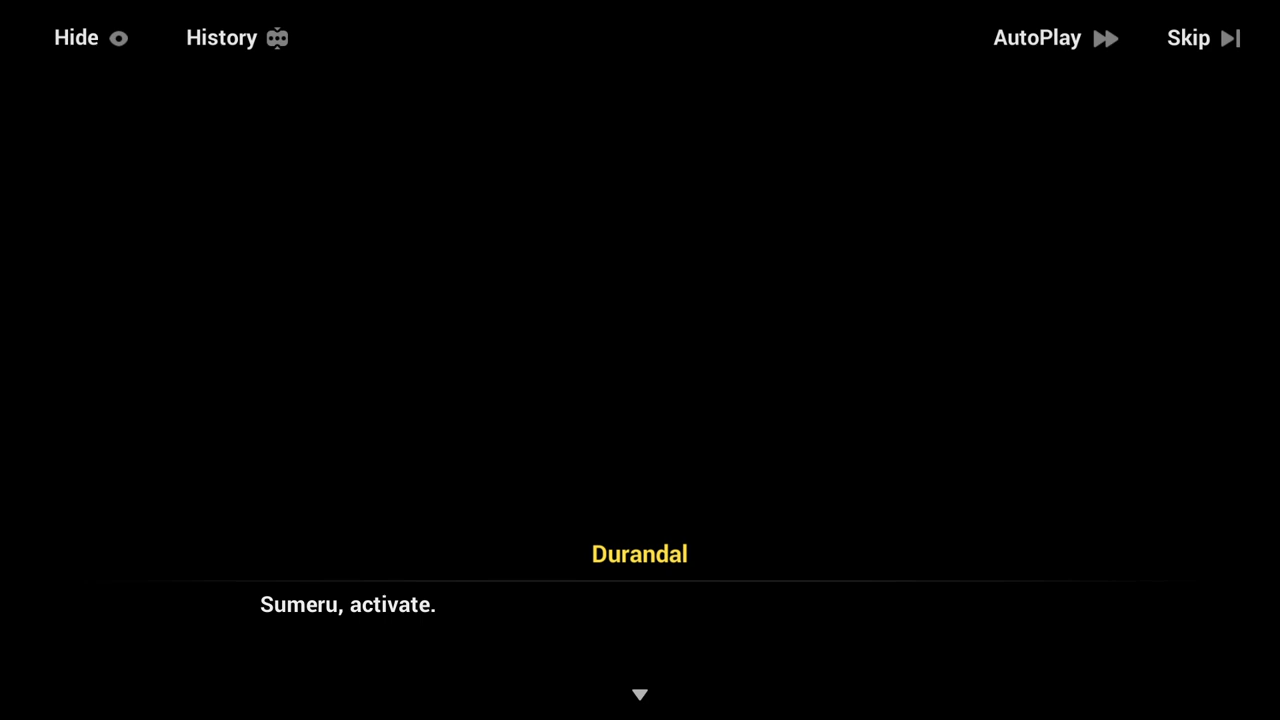 Hide
History
AutoPlay
Skip
Durandal
Sumeru, activate.